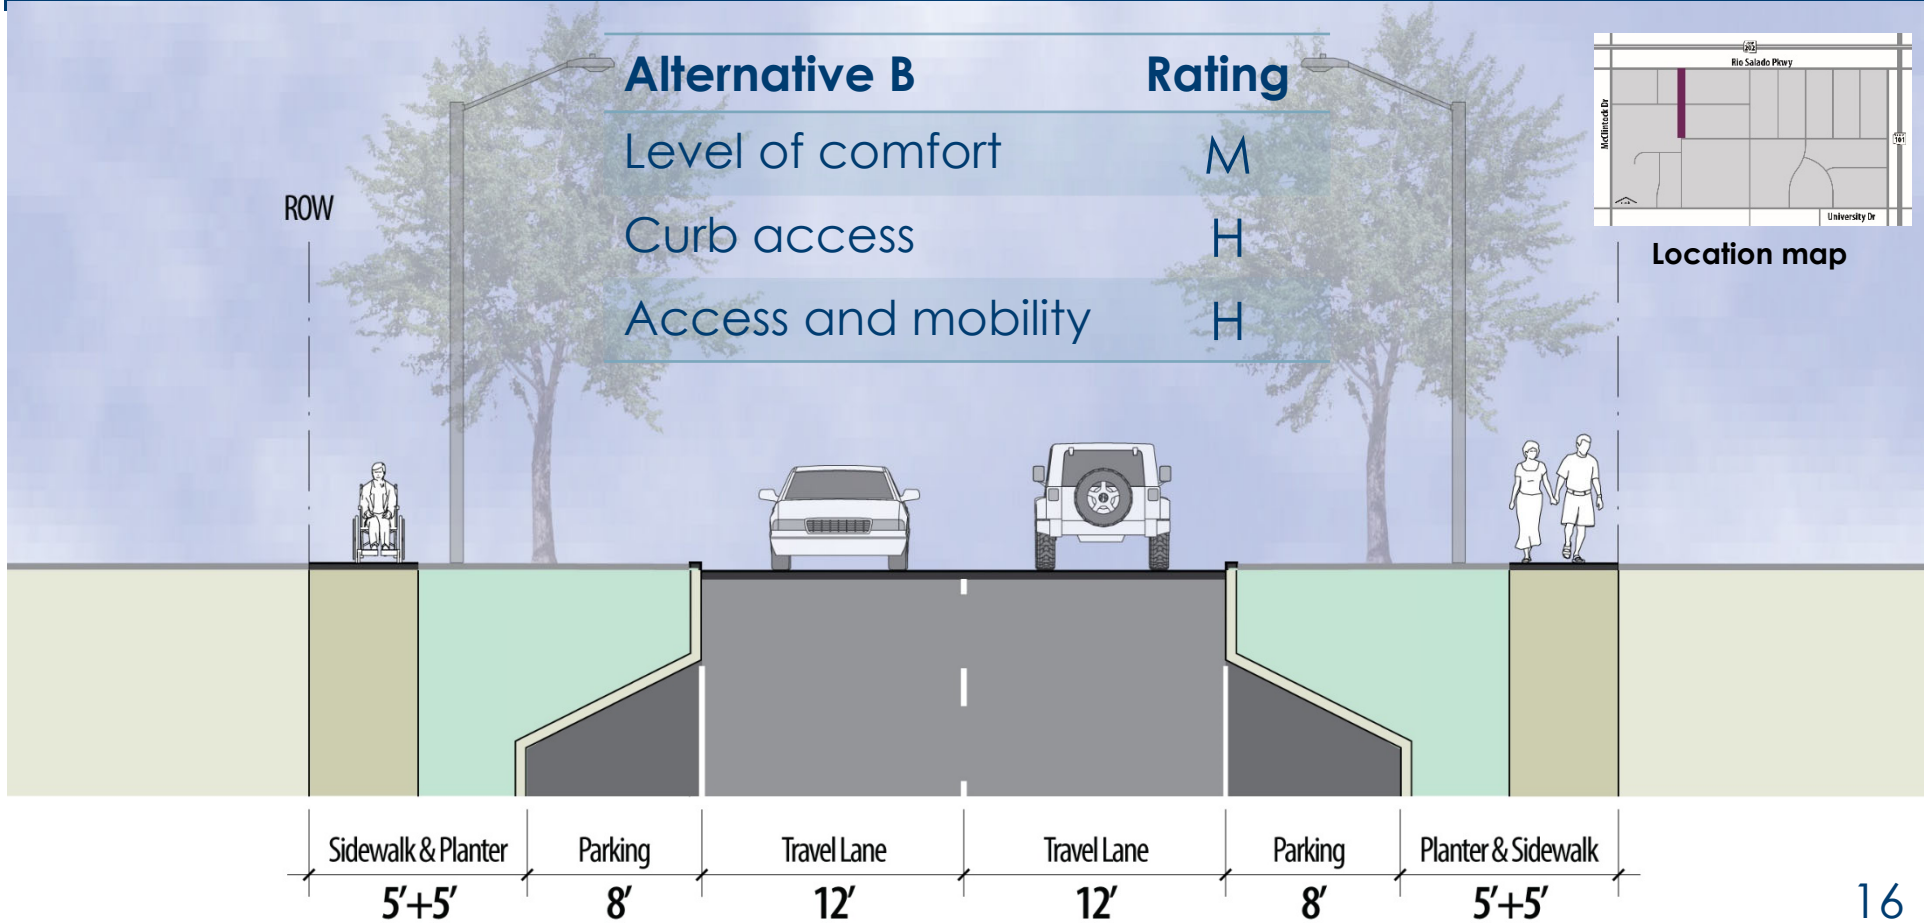 Alternative B Rating
Level of comfort M
Curb access H
Access and mobility H
ROW
202
Rio Salado Pkwy
McClintock Dr
101
University Dr
Location map
Sidewalk & Planter Parking Travel Lane Travel Lane Parking Planter & Sidewalk
5'+5' 8' 12' 12' 8' 5'+5'
16